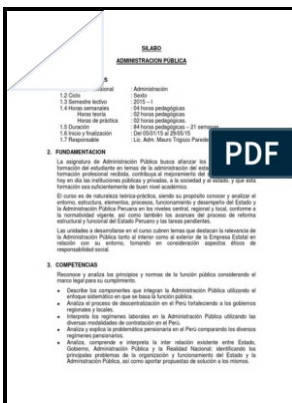 SILABO
ADMINISTRACION PÚBLICA
: Administración
1.2 Ciclo : Sexto
1.3 Semestre lectivo : 2015 – I
1.4 Horas semanales : 04 horas pedagógicas
Horas teoría : 02 horas pedagógicas
Horas de práctica : 02 horas pedagógicas.
1.5 Duración : 84 horas pedagógicas – 21 semanas
1.6 Inicio y finalización : Del 05/01/15 al 29/05/15
1.7 Responsable : Lic. Adm. Mauro Trigoso Paredes
PDF
2. FUNDAMENTACION
La asignatura de Administración Pública busca afianzar los
formación del estudiante en temas de la administración del
formación profesional recibida, contribuya al mejoramiento del
hoy en día las instituciones públicas y privadas, a la sociedad y al estado, y que esta
formación sea suficientemente de buen nivel académico.
El curso es de naturaleza teórica-práctica, siendo su propósito conocer y analizar el
entorno, estructura, elementos, procesos, funcionamiento y desempeño del Estado y
la Administración Pública Peruana en los niveles central, regional y local, conforme a
la normatividad vigente, así como también los avances del proceso de reforma
estructural y funcional del Estado Peruano y las tareas pendientes.
Las unidades a desarrollarse en el curso cubren temas que destacan la relevancia de
la Administración Pública tanto al interior como al exterior de la Empresa Estatal en
relación con su entorno, tomando en consideración aspectos éticos de
responsabilidad social.
3. COMPETENCIAS
Reconoce y analiza los principios y normas de la función pública considerando el
marco legal para su cumplimiento.
• Describe los componentes que integran la Administración Pública utilizando el
enfoque sistemático en que se basa la función pública.
• Analiza el proceso de descentralización en el Perú fortaleciendo a los gobiernos
regionales y locales.
• Interpreta los regímenes laborales en la Administración Pública utilizando las
diversas modalidades de contratación en el Perú.
• Analiza y explica la problemática pensionaria en el Perú comparando los diversos
regímenes pensionarios.
• Analiza, comprende e interpreta la inter relación existente entre Estado,
Gobierno, Administración Pública y la Realidad Nacional; identificando los
principales problemas de la organización y funcionamiento del Estado y la
Administración Pública, así como aportar propuestas de solución a los mismos.